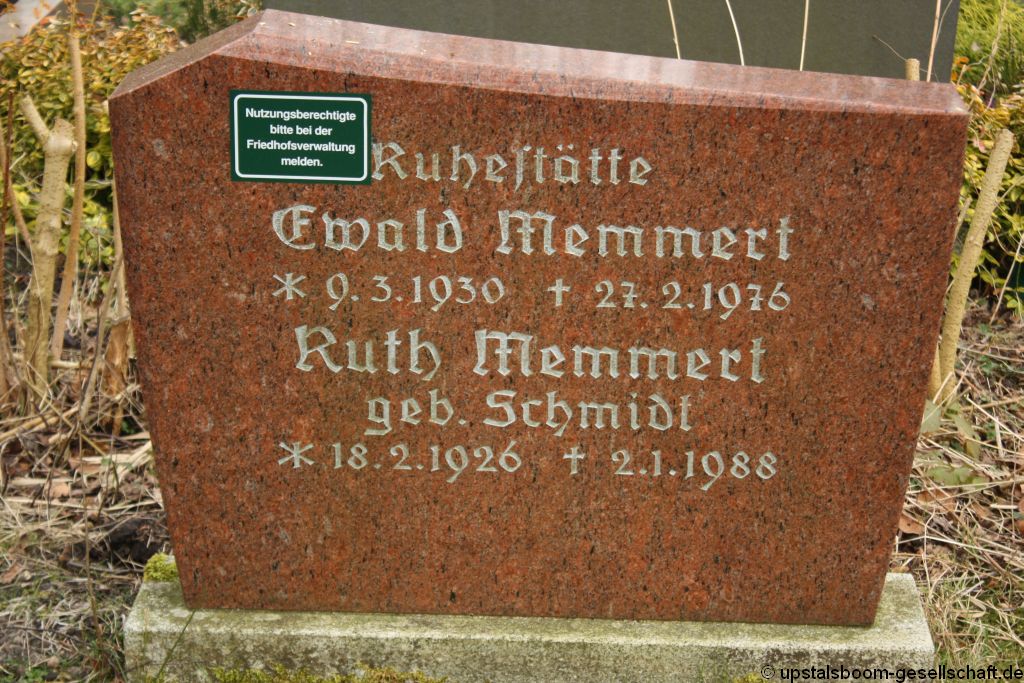 Nutzungsberechtigte
bitte bei der
Friedhofsverwaltung
melden.
Ruheſtätte
Ewald Memmert
* 9.3.1930 † 27.2.1976
Ruth Memmert
geb. Schmidt
* 18.2.1926 † 2.1.1988
© upstalsboom-gesellschaft.de